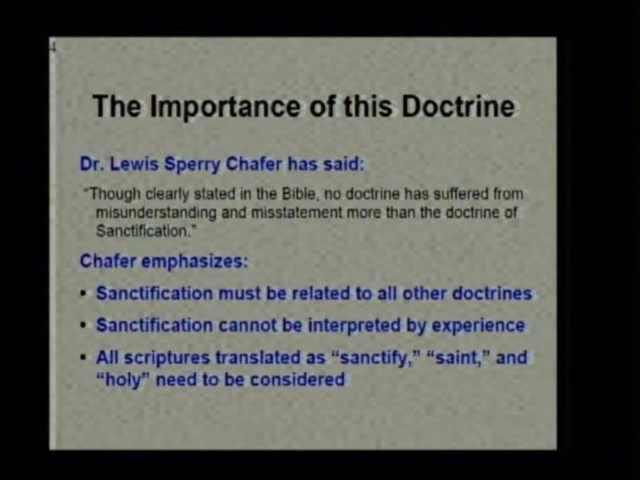 4
The Importance of this Doctrine
Dr. Lewis Sperry Chafer has said:
“Though clearly stated in the Bible, no doctrine has suffered from
misunderstanding and misstatement more than the doctrine of
Sanctification.”
Chafer emphasizes:
• Sanctification must be related to all other doctrines
• Sanctification cannot be interpreted by experience
• All scriptures translated as “sanctify,” “saint,” and
“holy” need to be considered